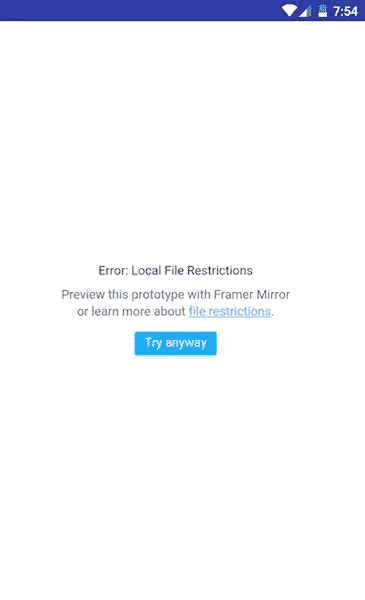 7:54
Error: Local File Restrictions
Preview this prototype with Framer Mirror
or learn more about file restrictions.
Try anyway